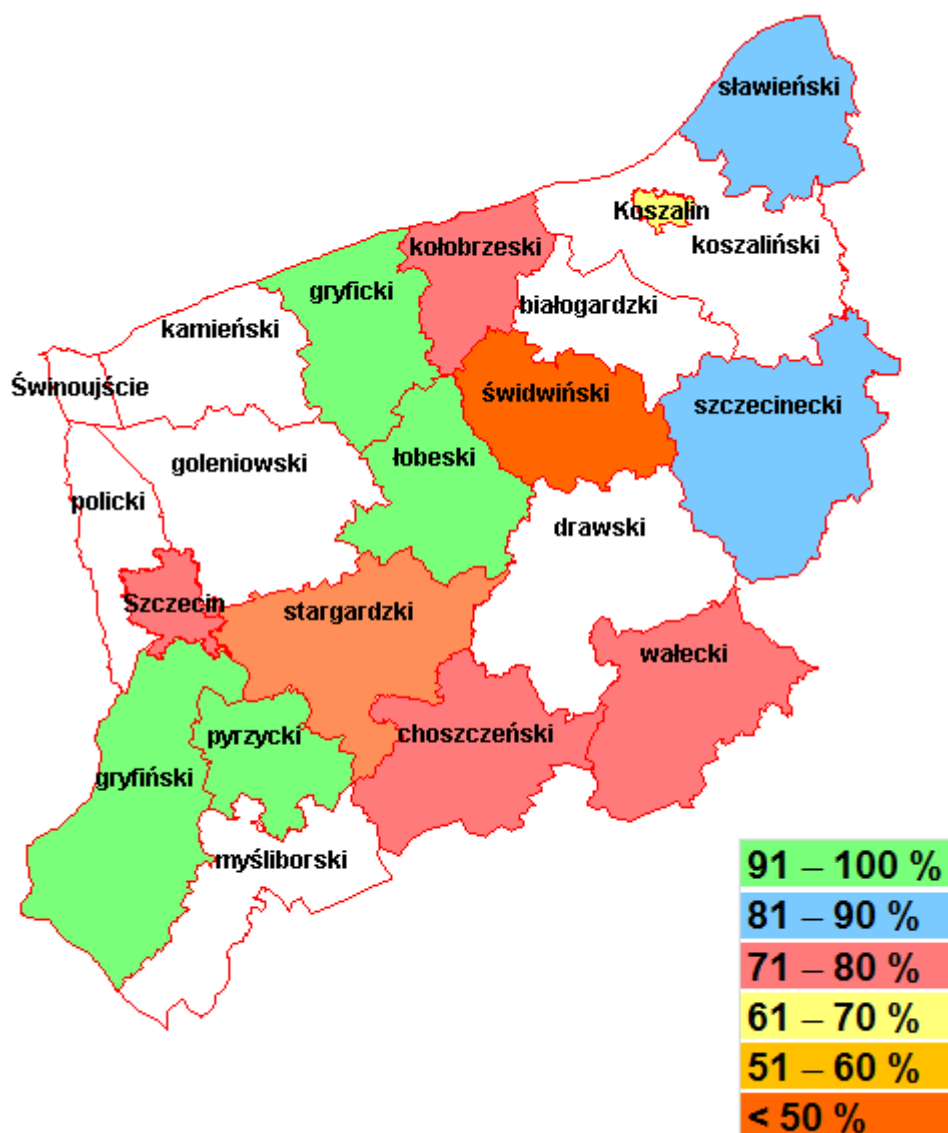 sławieński
Koszalin
koszaliński
kołobrzeski
gryficki
białogardzki
kamieński
Świnoujście
świdwiński
szczecinecki
łobeski
goleniowski
policki
drawski
Szczecin
stargardzki
wałecki
choszczeński
pyrzycki
gryfiński
myśliborski
91 – 100 %
81 – 90 %
71 – 80 %
61 – 70 %
51 – 60 %
< 50 %